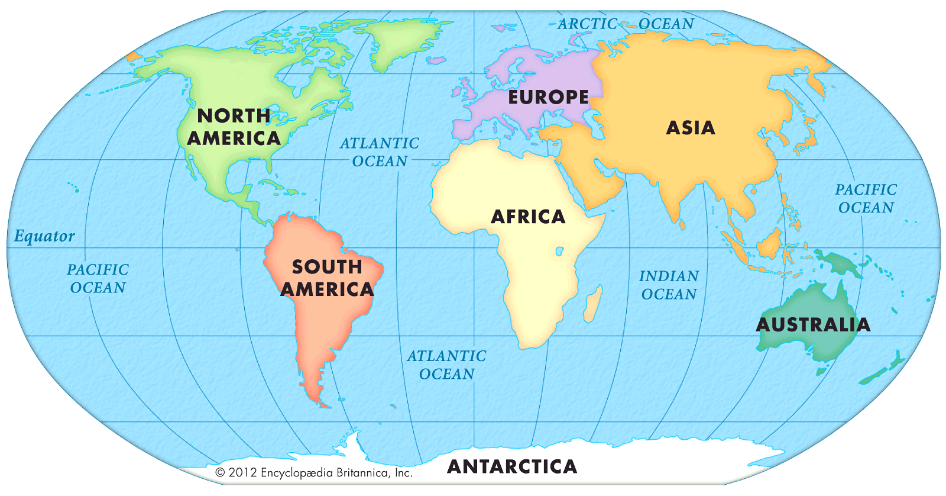 ARCTIC OCEAN
EUROPE
NORTH
AMERICA
ASIA
ATLANTIC
OCEAN
PACIFIC
OCEAN
AFRICA
Equator
PACIFIC
OCEAN
SOUTH
AMERICA
INDIAN
OCEAN
AUSTRALIA
ATLANTIC
OCEAN
ANTARCTICA
© 2012 Encyclopædia Britannica, Inc.